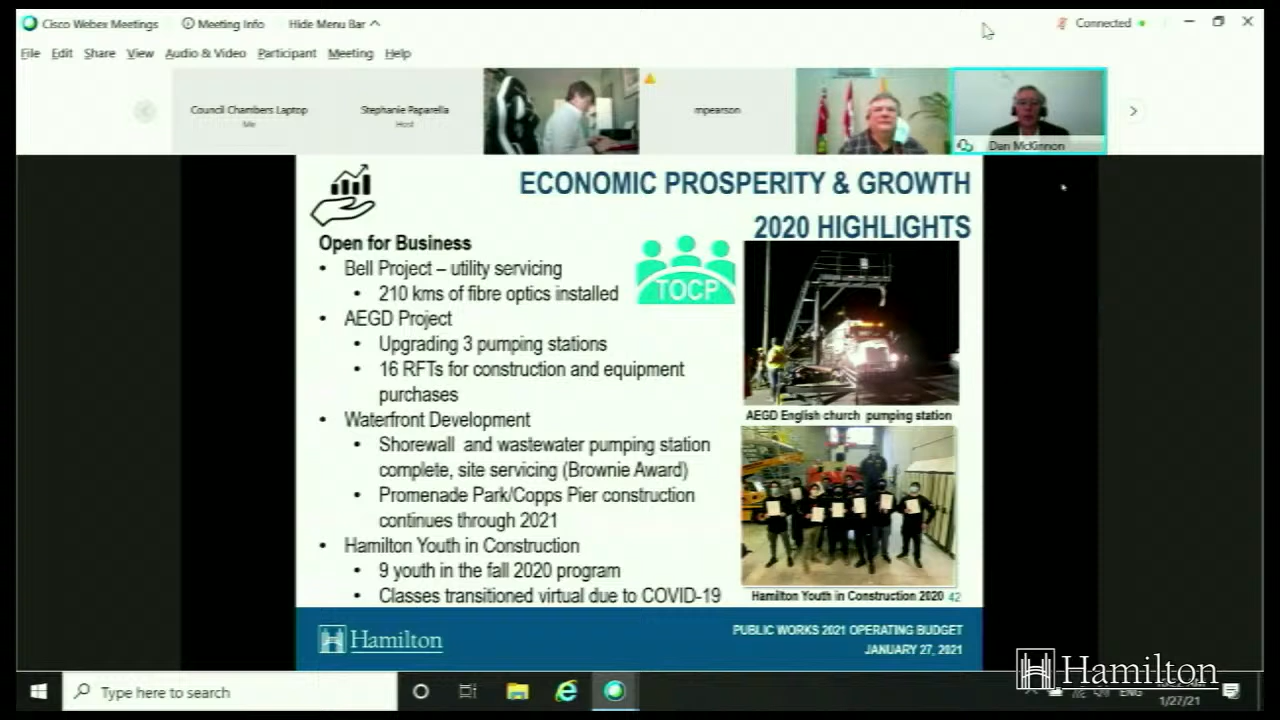 Cisco Webex Meetings
Meeting Info
Hide Menu Bar
Connected
File Edit Share View Audio & Video Participant Meeting Help
Council Chambers Laptop
Me
Stephanie Paparella
Host
mpearson
Dan McKinnon
ECONOMIC PROSPERITY & GROWTH
2020 HIGHLIGHTS
Open for Business
• Bell Project – utility servicing
• 210 kms of fibre optics installed
TOCP
• AEGD Project
• Upgrading 3 pumping stations
• 16 RFTs for construction and equipment
purchases
• Waterfront Development
• Shorewall and wastewater pumping station
complete, site servicing (Brownie Award)
• Promenade Park/Copps Pier construction
continues through 2021
• Hamilton Youth in Construction
• 9 youth in the fall 2020 program
• Classes transitioned virtual due to COVID-19
AEGD English church pumping station
Hamilton Youth in Construction 2020 42
Hamilton
PUBLIC WORKS 2021 OPERATING BUDGET
JANUARY 27, 2021
Hamilton
Type here to search
ENG
1/27/21